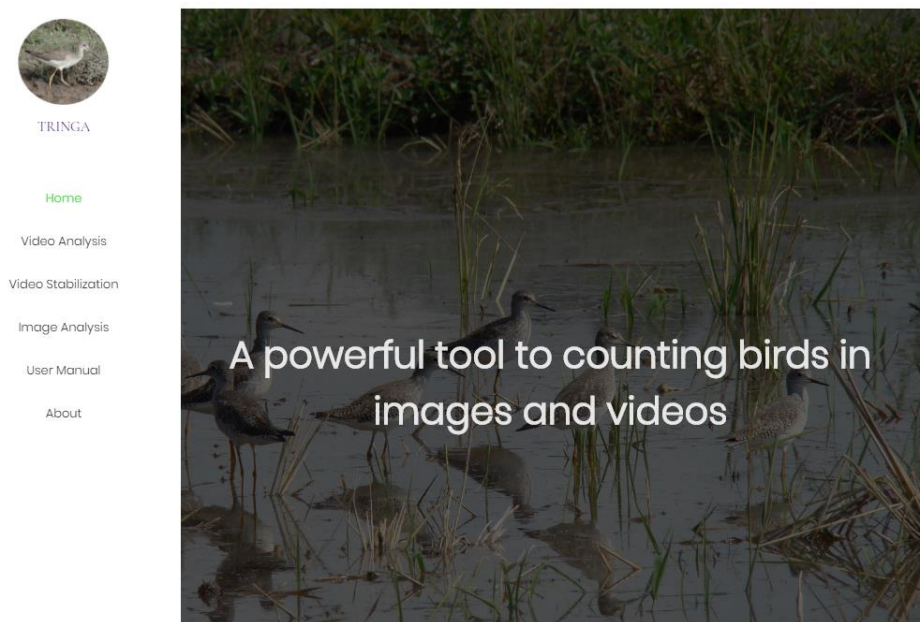 TRINGA
Home
Video Analysis
Video Stabilization
Image Analysis
User Manual
About
A powerful tool to counting birds in
images and videos